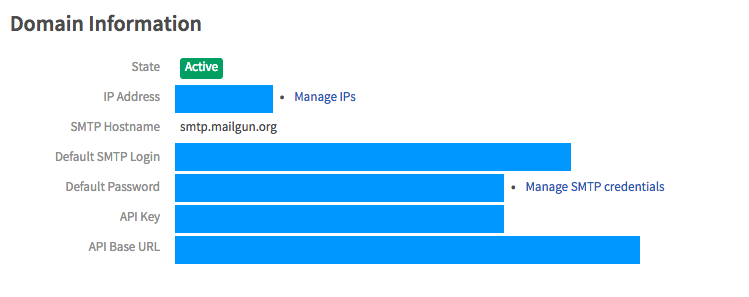 Domain Information
State Active
IP Address • Manage IPs
SMTP Hostname smtp.mailgun.org
Default SMTP Login
Default Password • Manage SMTP credentials
API Key
API Base URL